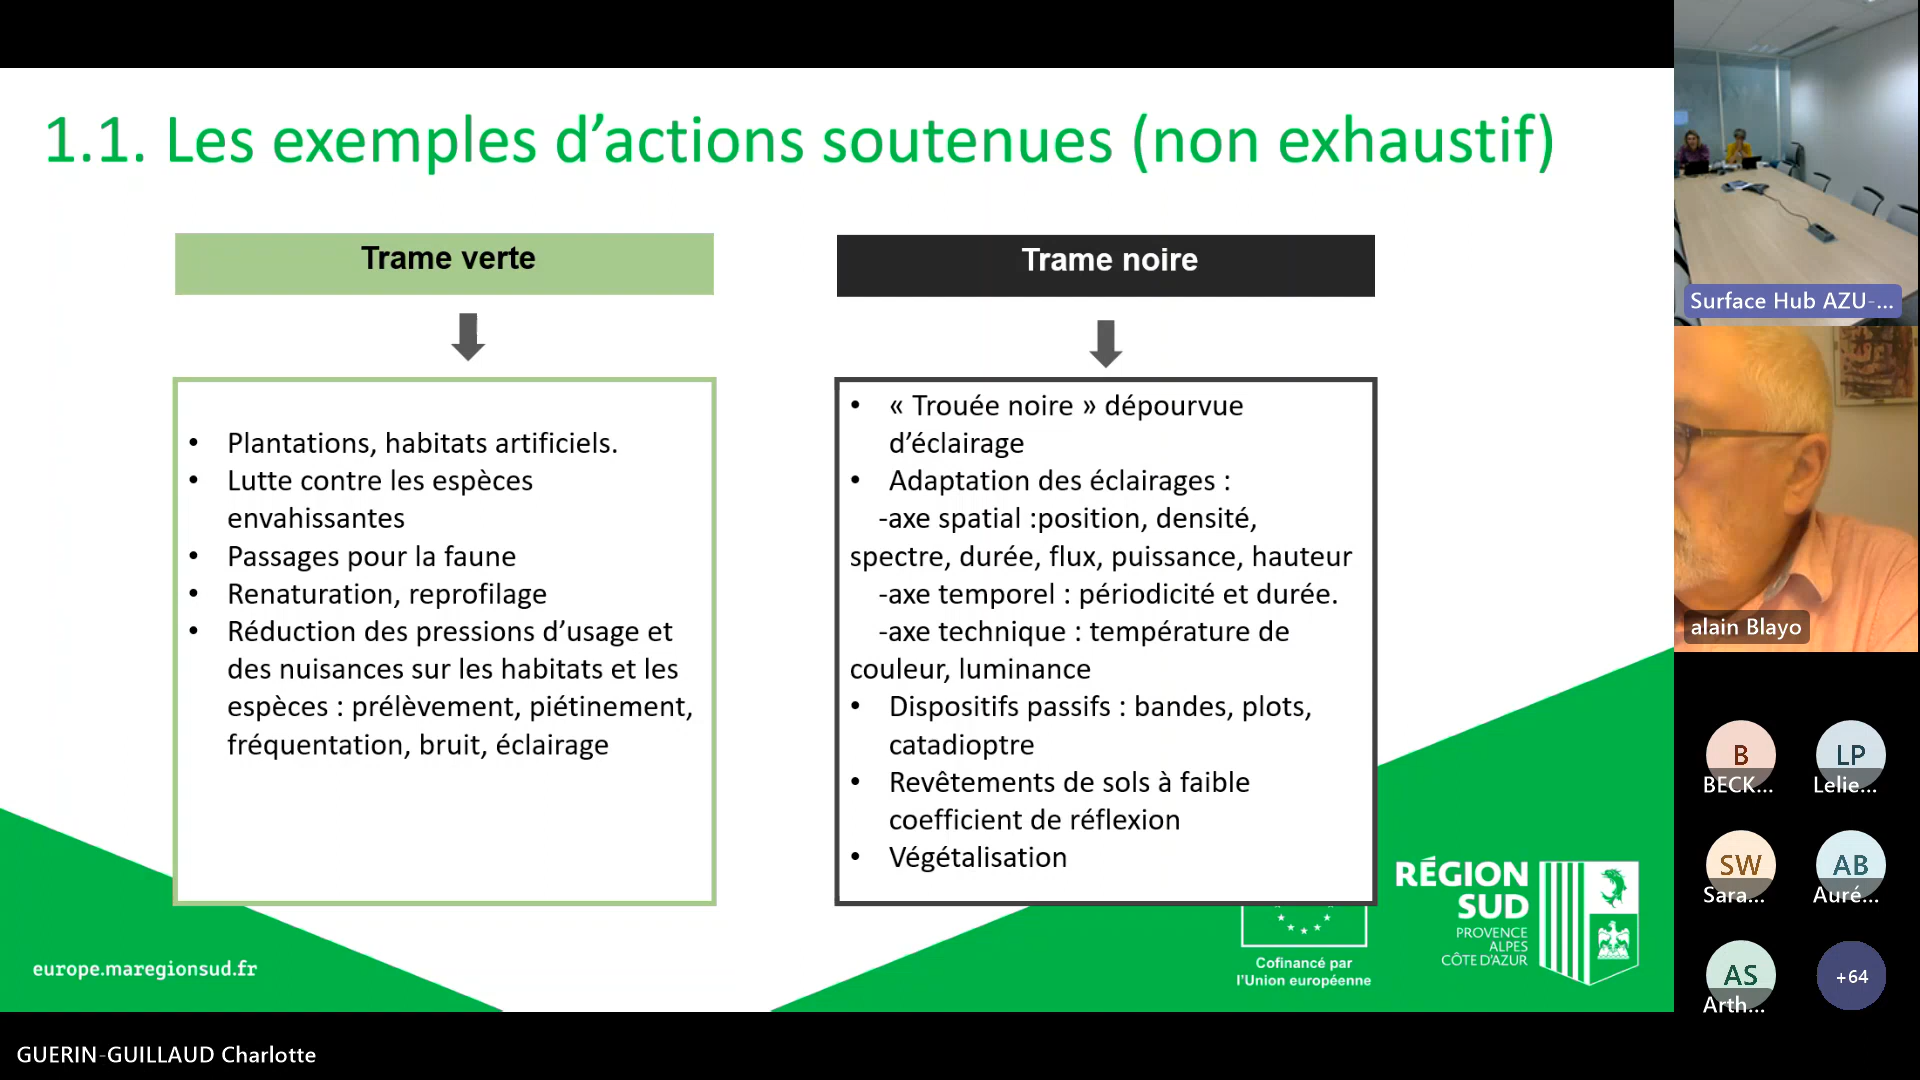 1.1. Les exemples d’actions soutenues (non exhaustif)
Trame verte
• Plantations, habitats artificiels.
• Lutte contre les espèces
envahissantes
• Passages pour la faune
• Renaturation, reprofilage
• Réduction des pressions d’usage et
des nuisances sur les habitats et les
espèces : prélèvement, piétinement,
fréquentation, bruit, éclairage
Trame noire
• « Trouée noire » dépourvue
d’éclairage
• Adaptation des éclairages :
-axe spatial :position, densité,
spectre, durée, flux, puissance, hauteur
-axe temporel : périodicité et durée.
-axe technique : température de
couleur, luminance
• Dispositifs passifs : bandes, plots,
catadioptre
• Revêtements de sols à faible
coefficient de réflexion
• Végétalisation
europe.maregionsud.fr
Cofinancé par
l’Union européenne
RÉGION
SUD
PROVENCE
ALPES
CÔTE D’AZUR
Surface Hub AZU-...
alain Blayo
B
BECK...
LP
Lelie...
SW
Sara...
AB
Auré...
AS
Arth...
+64
GUERIN-GUILLAUD Charlotte